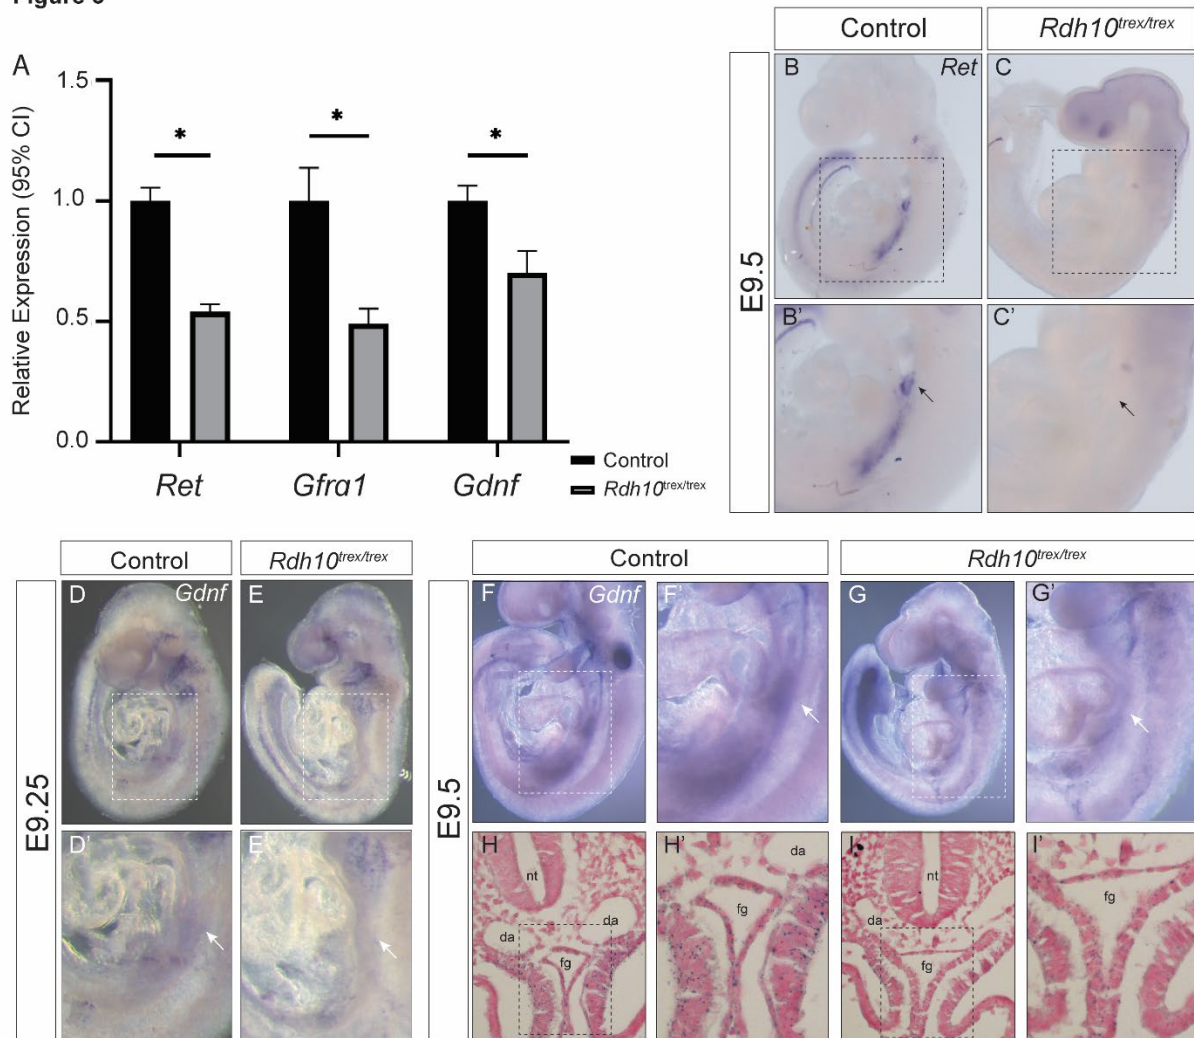 Figure 3
A
1.5
1.0
0.5
0.0
Relative Expression (95% CI)
*
*
*
Ret
Gfrα1
Gdnf
Control
Rdh10trex/trex
Control
Rdh10trex/trex
E9.5
B
Ret
C
B'
C'
Control
Rdh10trex/trex
E9.25
D
Gdnf
E
D'
E'
Control
Rdh10trex/trex
E9.5
F
Gdnf
F'
G
G'
H
nt
da
da
fg
H'
da
fg
I
nt
da
fg
I'
fg